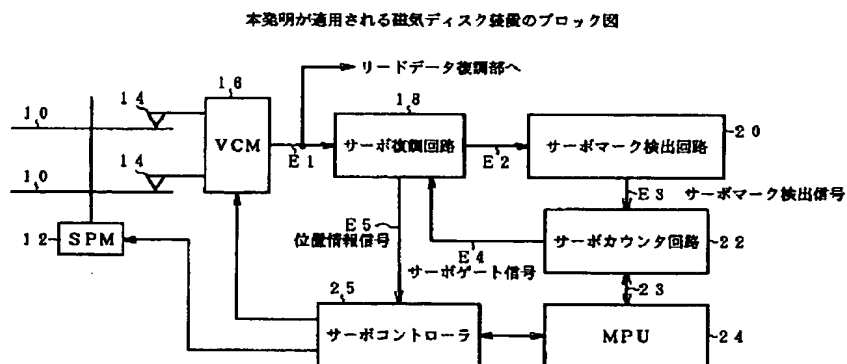 本発明が適用される磁気ディスク装置のブロック図
リードデータ復調部へ
16
14
10
VCM
E1
18
サーボ復調回路
E2
サーボマーク検出回路
20
14
10
E3 サーボマーク検出信号
E5
位置情報信号
E4
サーボゲート信号
サーボカウンタ回路
22
12
SPM
23
25
サーボコントローラ
MPU
24